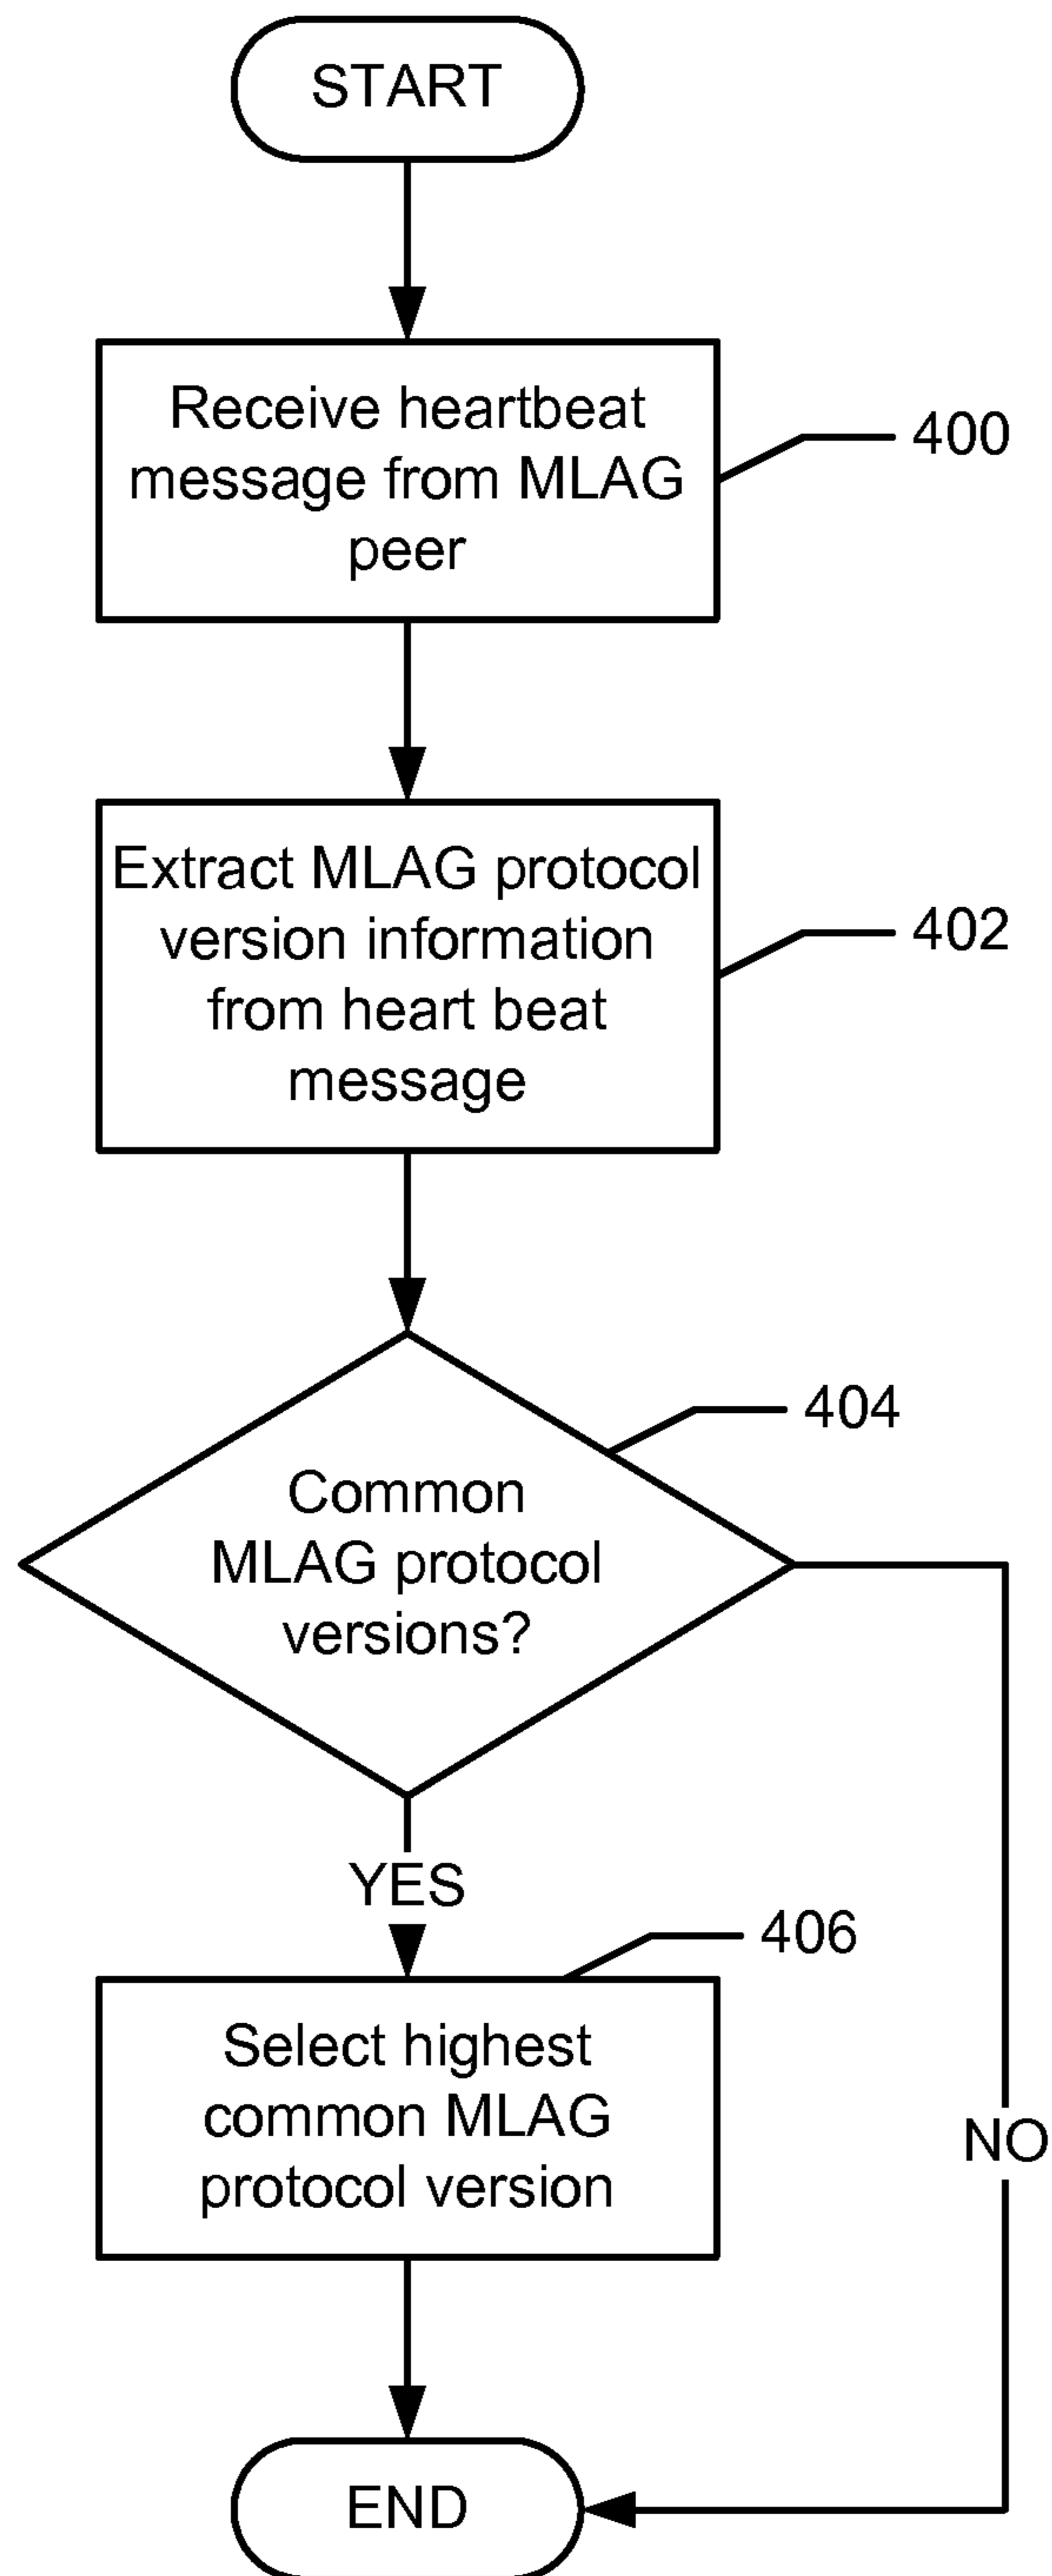 START
Receive heartbeat
message from MLAG
peer
400
Extract MLAG protocol
version information
from heart beat
message
402
404
Common
MLAG protocol
versions?
YES
406
Select highest
common MLAG
protocol version
NO
END